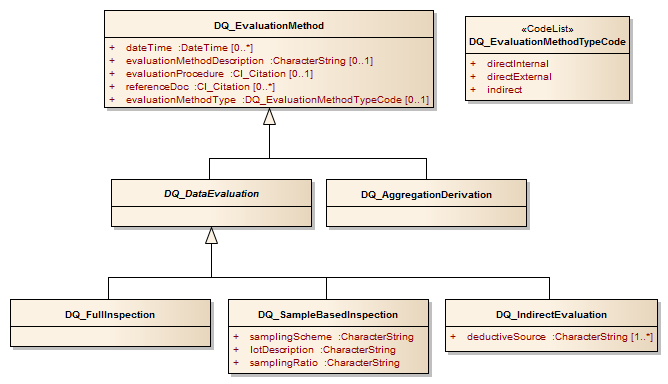 DQ_EvaluationMethod
+ dateTime :DateTime [0..*]
+ evaluationMethodDescription :CharacterString [0..1]
+ evaluationProcedure :CI_Citation [0..1]
+ referenceDoc :CI_Citation [0..*]
+ evaluationMethodType :DQ_EvaluationMethodTypeCode [0..1]
«CodeList»
DQ_EvaluationMethodTypeCode
+ directInternal
+ directExternal
+ indirect
DQ_DataEvaluation
DQ_AggregationDerivation
DQ_FullInspection
DQ_SampleBasedInspection
+ samplingScheme :CharacterString
+ lotDescription :CharacterString
+ samplingRatio :CharacterString
DQ_IndirectEvaluation
+ deductiveSource :CharacterString [1..*]